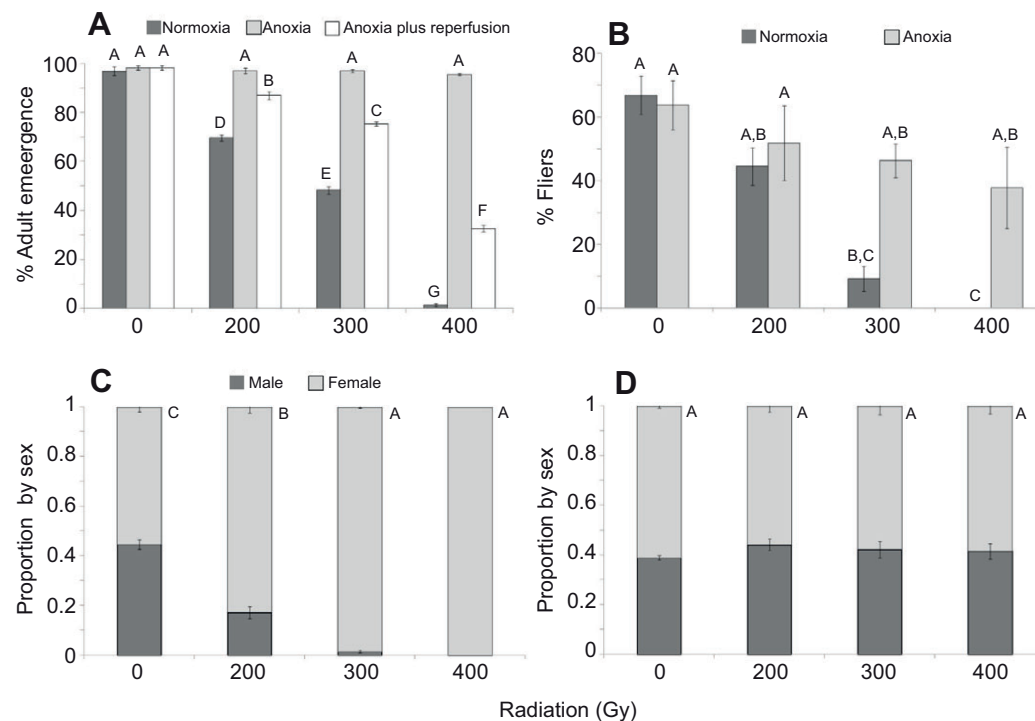 A
Normoxia Anoxia Anoxia plus reperfusion
% Adult emeergence
100
80
60
40
20
0
A A A
D A B
E A C
G A F
0 200 300 400
B
Normoxia Anoxia
% Fliers
80
60
40
20
0
A A
A,B A
B,C A,B
C A,B
0 200 300 400
C
Male Female
Proportion by sex
1
0.8
0.6
0.4
0.2
0
C B A A
0 200 300 400
D
Proportion by sex
1
0.8
0.6
0.4
0.2
0
A A A A
0 200 300 400
Radiation (Gy)